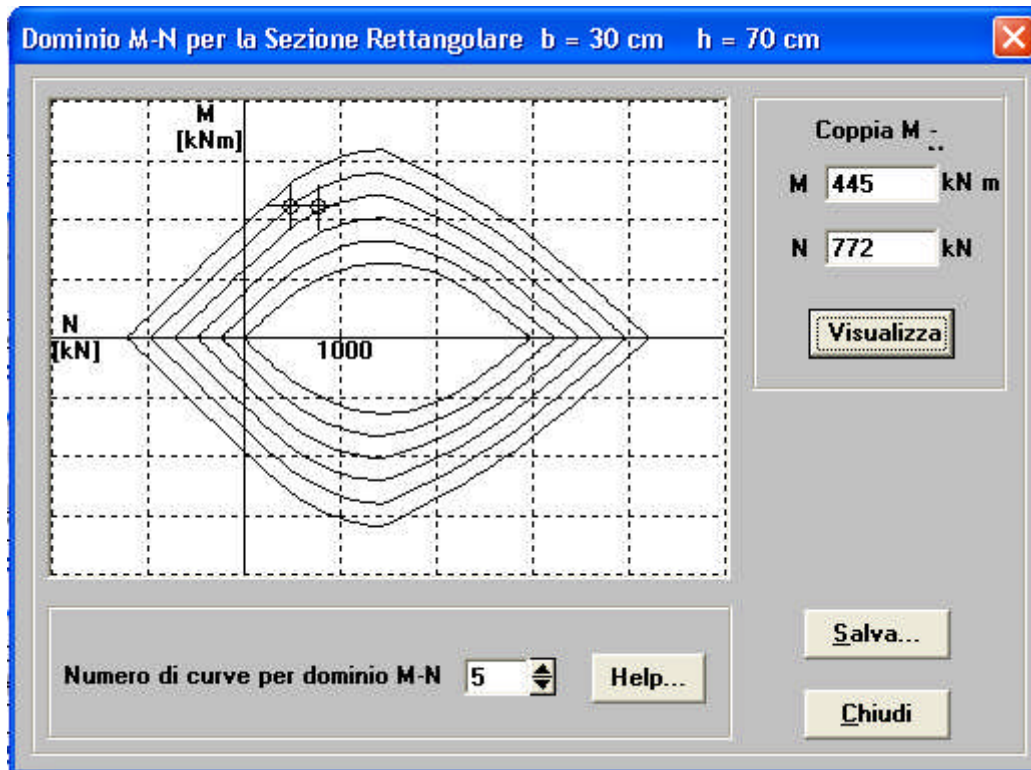 Dominio M-N per la Sezione Rettangolare b = 30 cm h = 70 cm
M
[kNm]
N
[kN]
1000
Coppia M -
M 445 kN m
N 772 kN
Visualizza
Numero di curve per dominio M-N 5 Help...
Salva...
Chiudi